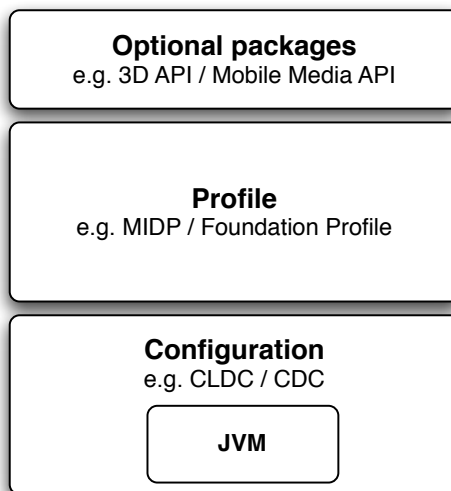 Optional packages
e.g. 3D API / Mobile Media API
Profile
e.g. MIDP / Foundation Profile
Configuration
e.g. CLDC / CDC
JVM